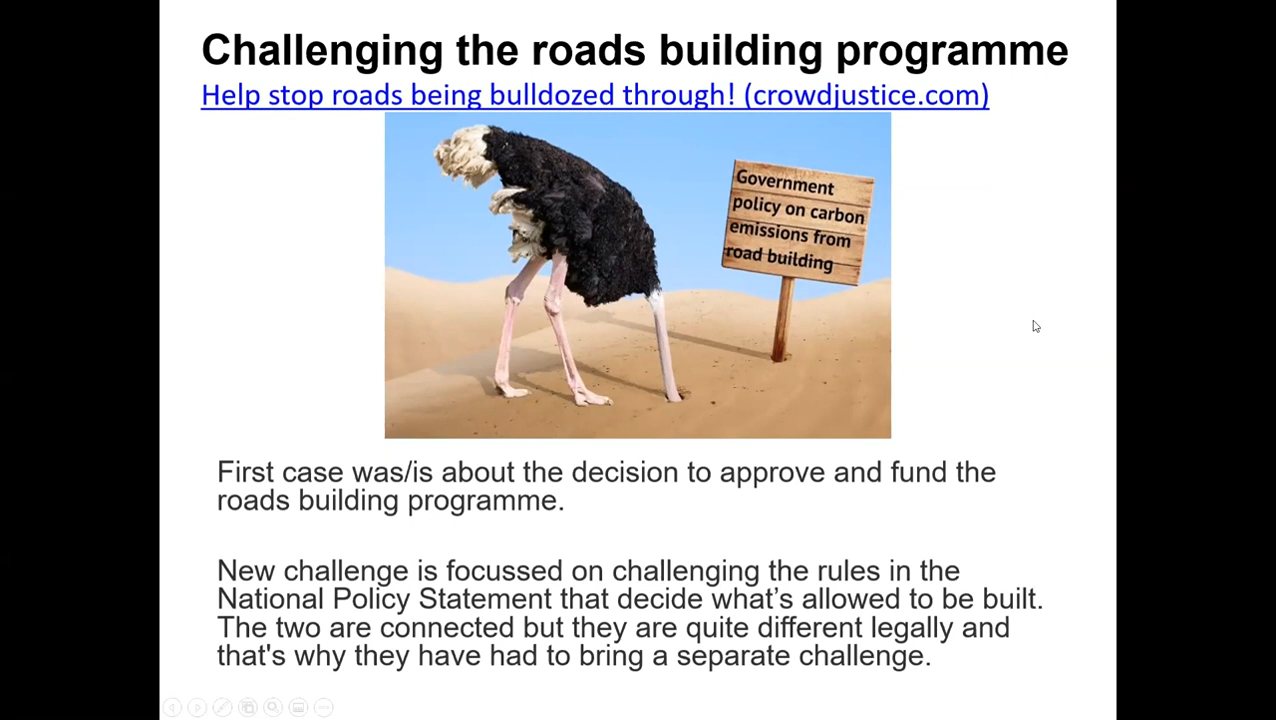 Challenging the roads building programme
Help stop roads being bulldozed through! (crowdjustice.com)
Government
policy on carbon
emissions from
road building
First case was/is about the decision to approve and fund the
roads building programme.
New challenge is focussed on challenging the rules in the
National Policy Statement that decide what’s allowed to be built.
The two are connected but they are quite different legally and
that's why they have had to bring a separate challenge.